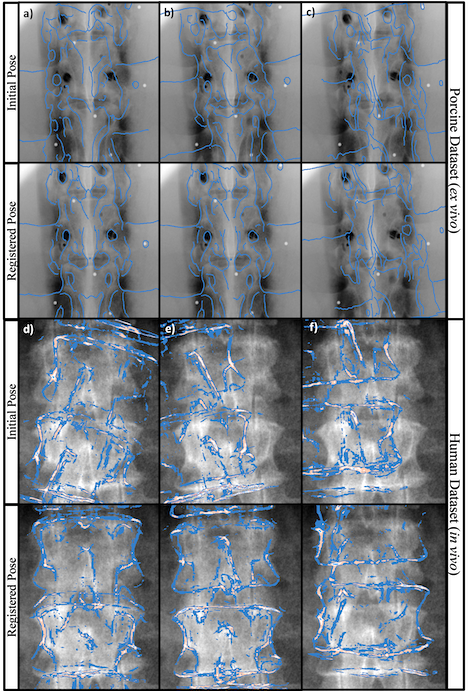 a)
b)
c)
Initial Pose
Registered Pose
Porcine Dataset (ex vivo)
d)
e)
f)
Initial Pose
Registered Pose
Human Dataset (in vivo)